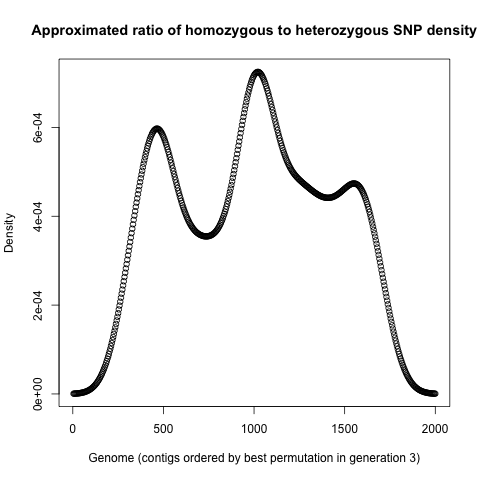 Approximated ratio of homozygous to heterozygous SNP density
Density
6e-04
4e-04
2e-04
0e+00
0 500 1000 1500 2000
Genome (contigs ordered by best permutation in generation 3)